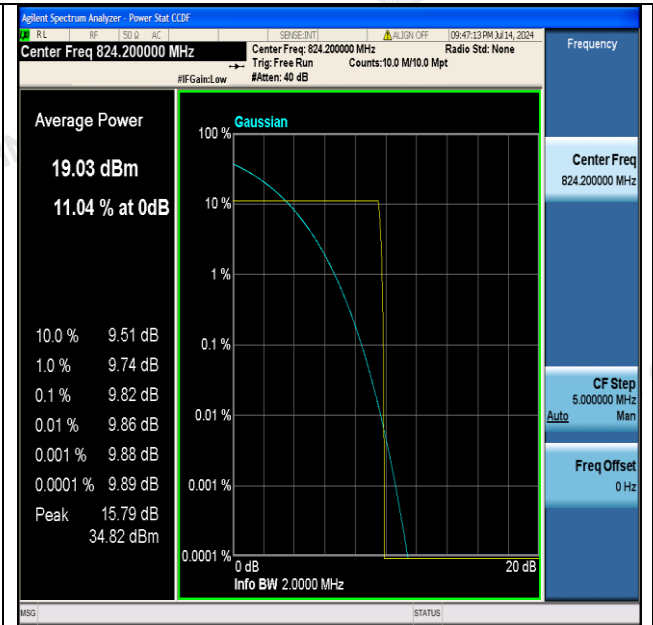 Agilent Spectrum Analyzer - Power Stat CCDF
RL RF 50 Ω AC SENSE:INT ALIGN OFF 09:47:13 PM Jul 14, 2024
Center Freq 824.200000 MHz
Center Freq: 824.200000 MHz Radio Std: None
Trig: Free Run Counts:10.0 M/10.0 Mpt
#IFGain:Low #Atten: 40 dB
Frequency
Average Power
19.03 dBm
11.04 % at 0dB
10.0 % 9.51 dB
1.0 % 9.74 dB
0.1 % 9.82 dB
0.01 % 9.86 dB
0.001 % 9.88 dB
0.0001 % 9.89 dB
Peak 15.79 dB
34.82 dBm
Gaussian
100 %
10 %
1 %
0.1 %
0.01 %
0.001 %
0.0001 %
0 dB 20 dB
Info BW 2.0000 MHz
Center Freq
824.200000 MHz
CF Step
5.000000 MHz
Auto Man
Freq Offset
0 Hz
MSG STATUS